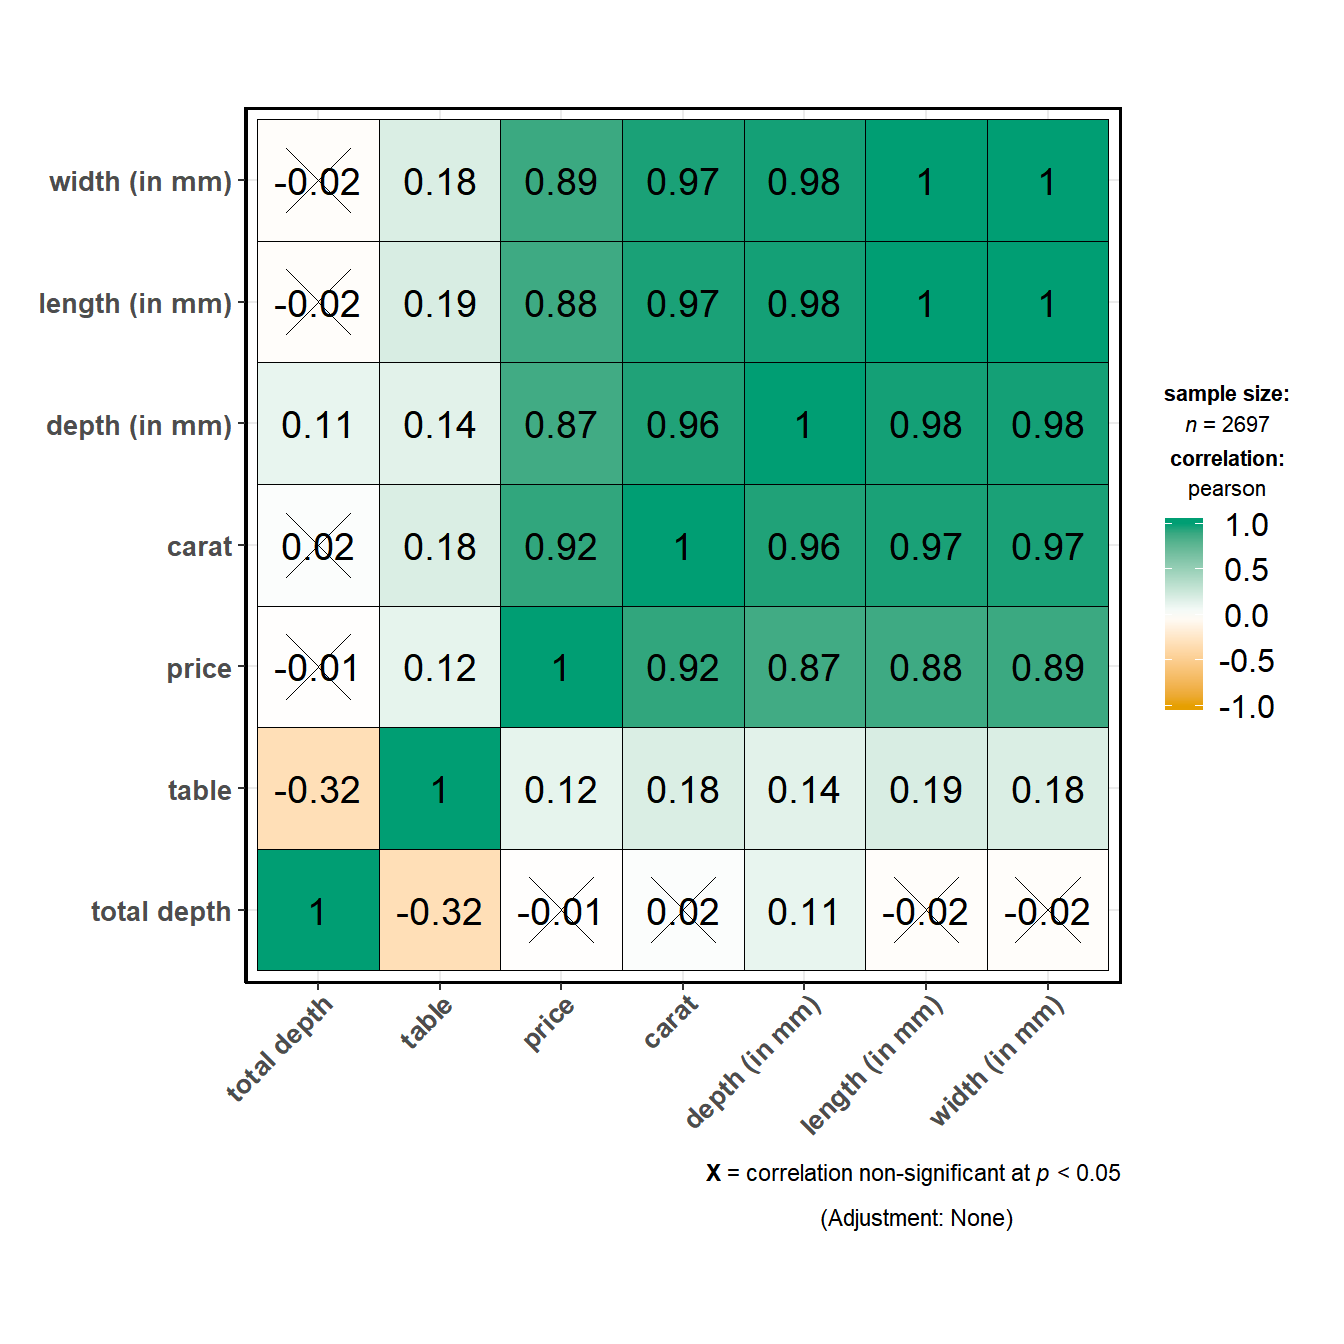 width (in mm) -0.02 0.18 0.89 0.97 0.98 1 1
length (in mm) -0.02 0.19 0.88 0.97 0.98 1 1
depth (in mm) 0.11 0.14 0.87 0.96 1 0.98 0.98
carat 0.02 0.18 0.92 1 0.96 0.97 0.97
price -0.01 0.12 1 0.92 0.87 0.88 0.89
table -0.32 1 0.12 0.18 0.14 0.19 0.18
total depth 1 -0.32 -0.01 0.02 0.11 -0.02 -0.02
total depth table price carat depth (in mm) length (in mm) width (in mm)
sample size:
n = 2697
correlation:
pearson
1.0
0.5
0.0
-0.5
-1.0
X = correlation non-significant at p < 0.05
(Adjustment: None)